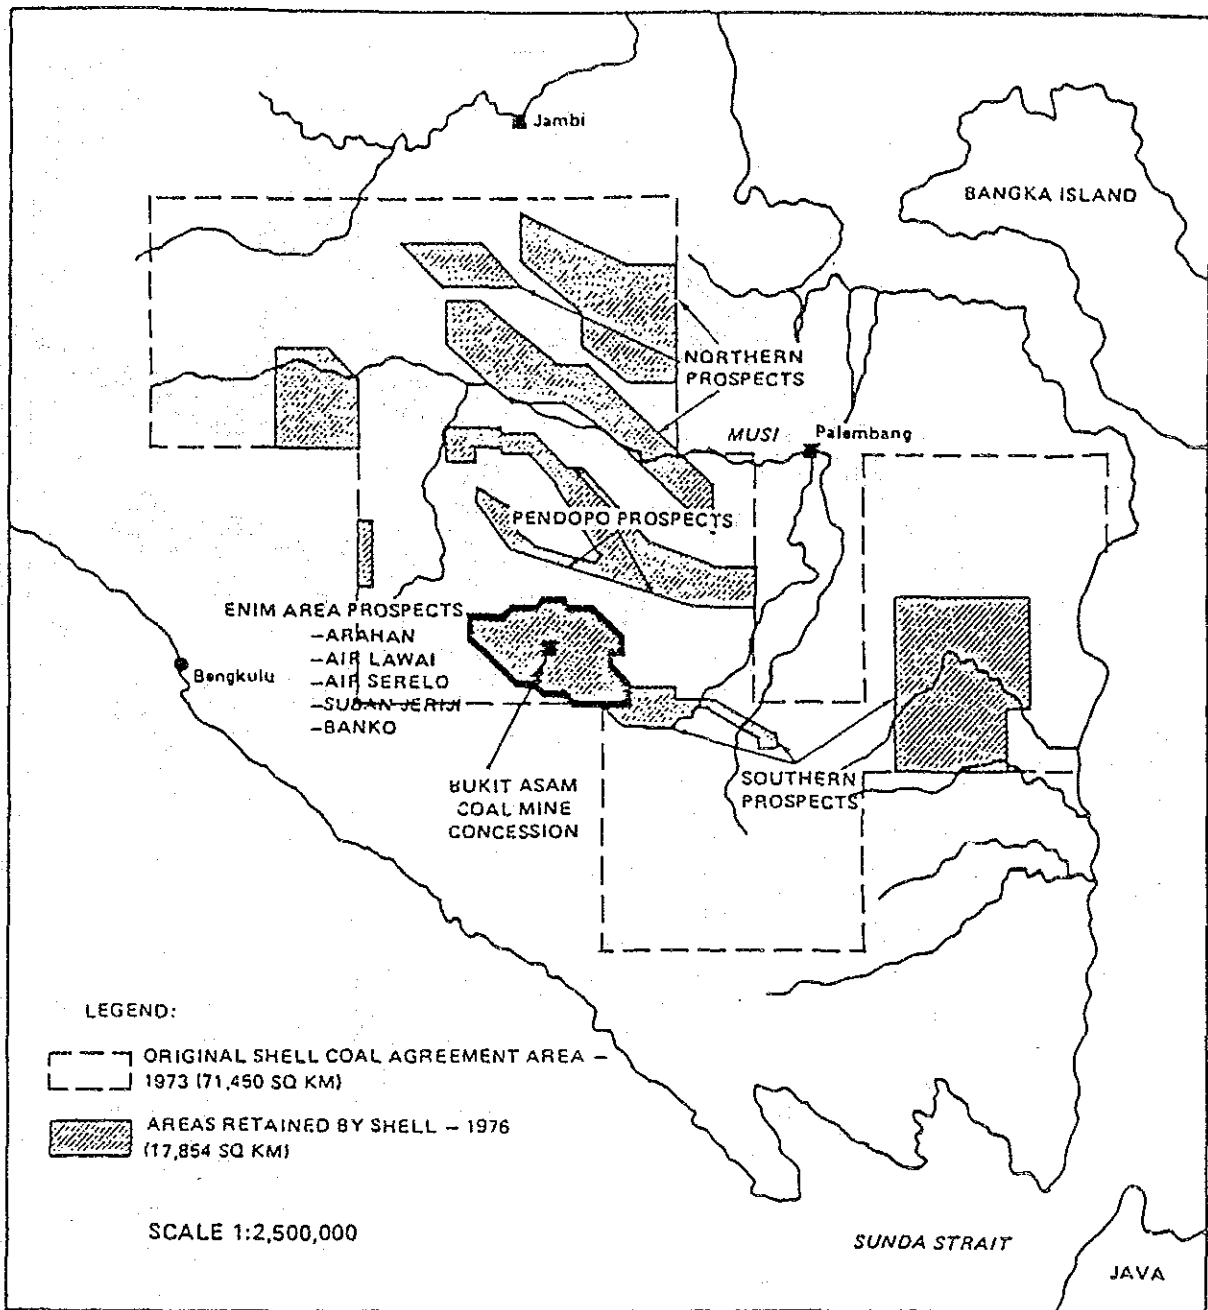 Jambi
BANGKA ISLAND
NORTHERN
PROSPECTS
MUSI
Palembang
PENDOPO PROSPECTS
ENIM AREA PROSPECTS
–ARAHAN
–AIR LAWAI
–AIR SERELO
–SUBAN JERIJI
–BANKO
Bengkulu
BUKIT ASAM
COAL MINE
CONCESSION
SOUTHERN
PROSPECTS
LEGEND:
ORIGINAL SHELL COAL AGREEMENT AREA –
1973 (71,450 SQ KM)
AREAS RETAINED BY SHELL – 1976
(17,854 SQ KM)
SCALE 1:2,500,000
SUNDA STRAIT
JAVA